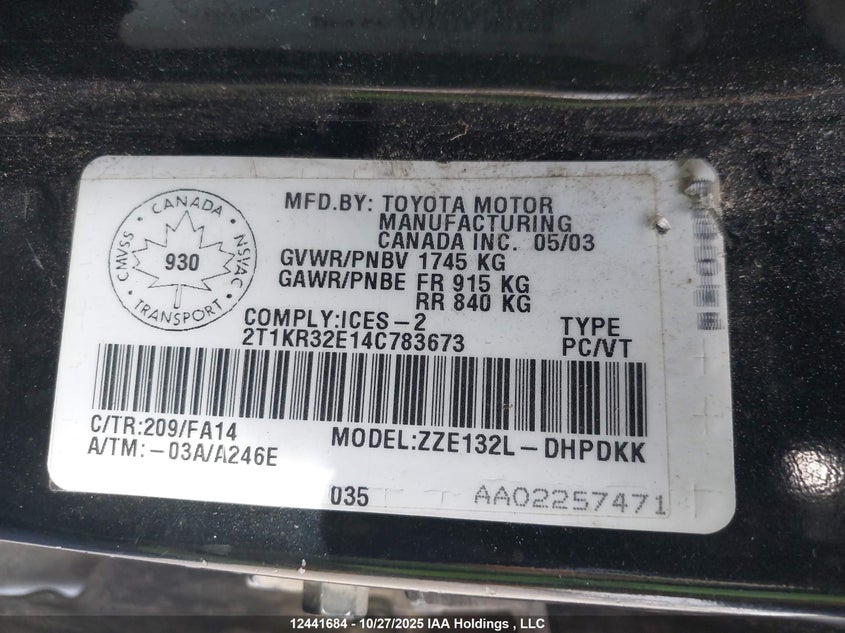 CANADA
CMVSS
NSVAC
930
TRANSPORT
MFD.BY: TOYOTA MOTOR
MANUFACTURING
CANADA INC. 05/03
GVWR/PNBV 1745 KG
GAWR/PNBE FR 915 KG
RR 840 KG
COMPLY:ICES-2
2T1KR32E14C783673
TYPE
PC/VT
C/TR:209/FA14
A/TM:-03A/A246E
MODEL:ZZE132L-DHPDKK
035
AA02257471
12441684 - 10/27/2025 IAA Holdings, LLC